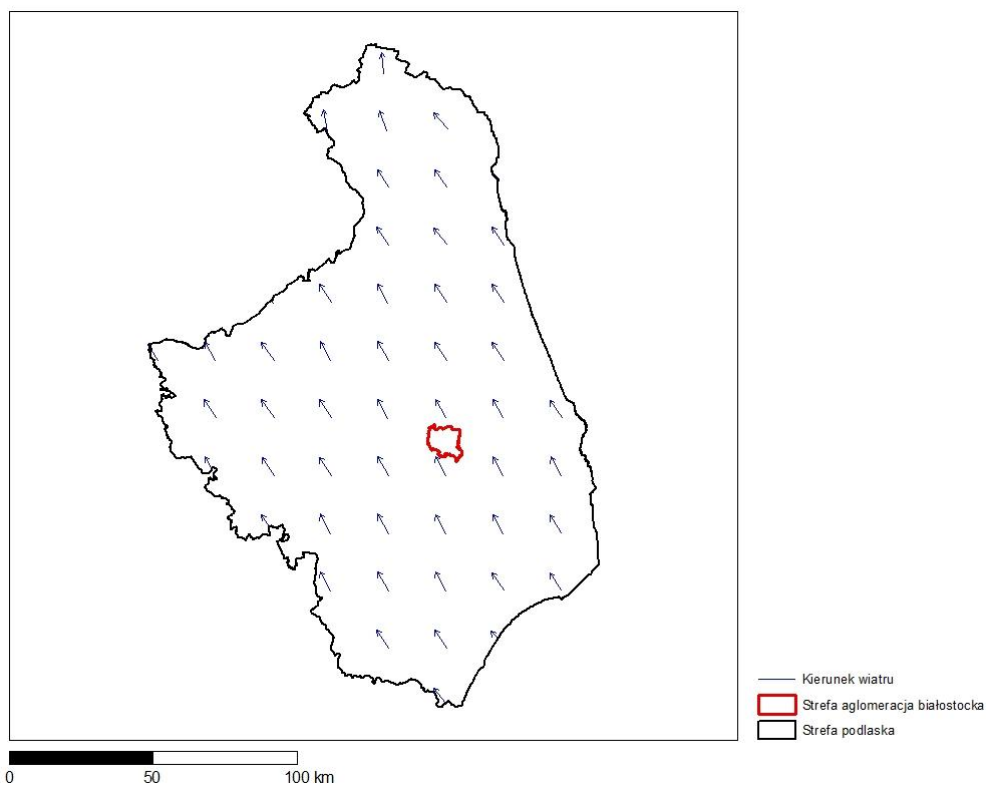 Kierunek wiatru
Strefa aglomeracja białostocka
Strefa podlaska
0 50 100 km